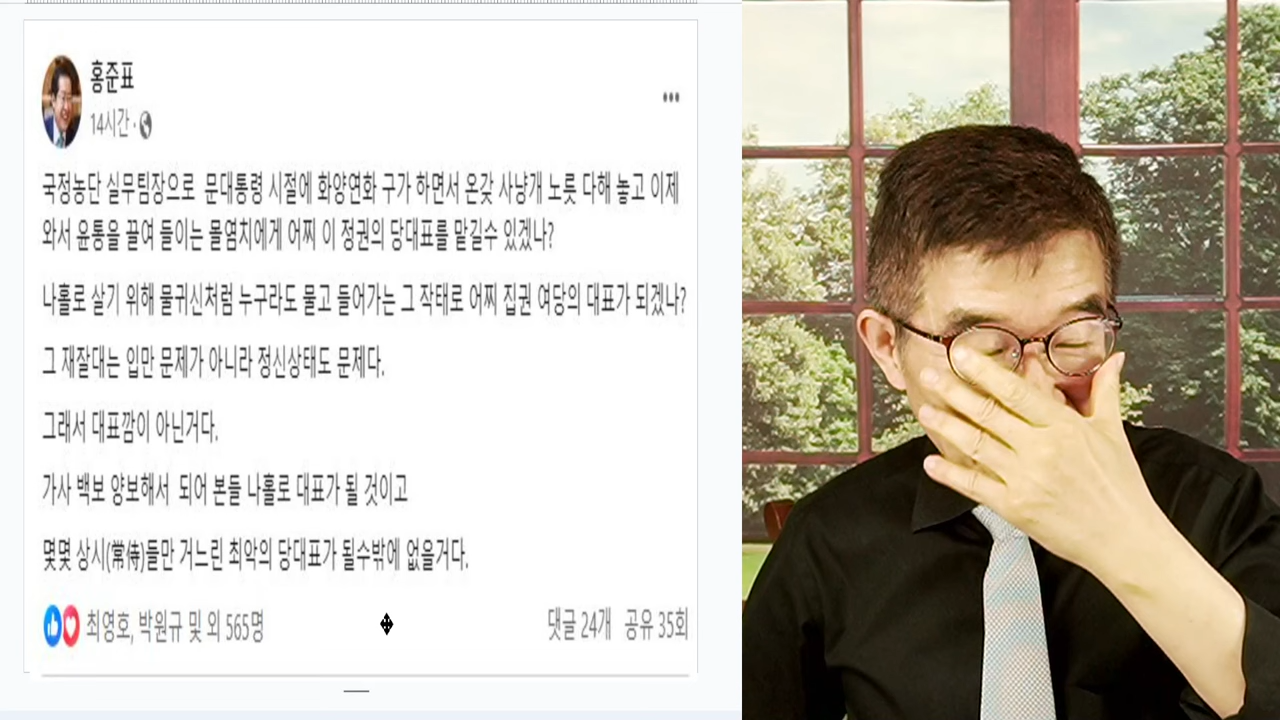 홍준표
14시간 ·
국정농단 실무팀장으로 문대통령 시절에 화양연화 구가 하면서 온갖 사냥개 노릇 다해 놓고 이제
와서 윤통을 끌여 들이는 몰염치에게 어찌 이 정권의 당대표를 맡길수 있겠나?
나홀로 살기 위해 물귀신처럼 누구라도 물고 들어가는 그 작태로 어찌 집권 여당의 대표가 되겠나?
그 재잘대는 입만 문제가 아니라 정신상태도 문제다.
그래서 대표깜이 아닌거다.
가사 백보 양보해서 되어 본들 나홀로 대표가 될 것이고
몇몇 상시(常侍)들만 거느린 최악의 당대표가 될수밖에 없을거다.
최영호, 박원규 및 외 565명
댓글 24개 공유 35회